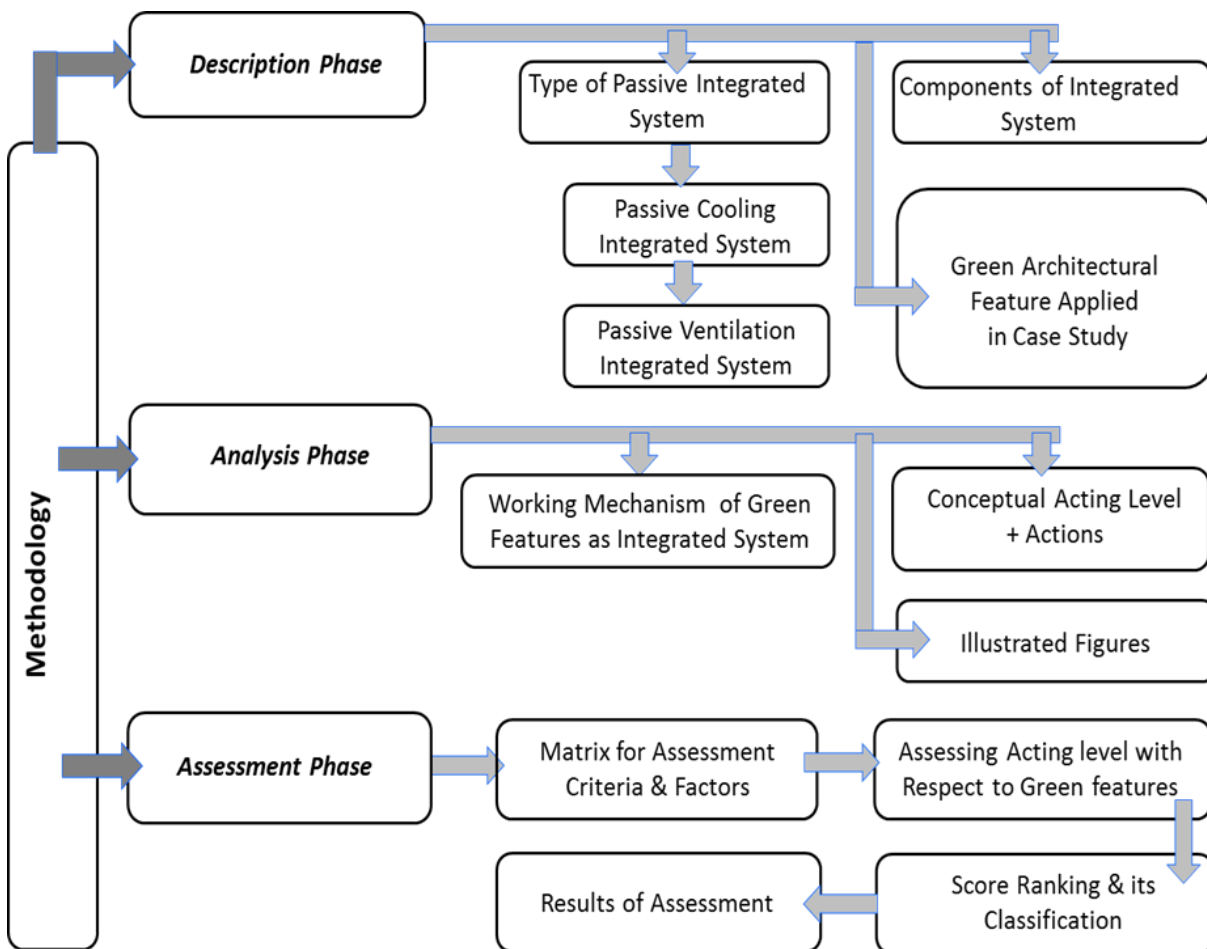 Methodology
Description Phase
Type of Passive Integrated
System
Components of Integrated
System
Passive Cooling
Integrated System
Green Architectural
Feature Applied
in Case Study
Passive Ventilation
Integrated System
Analysis Phase
Working Mechanism of Green
Features as Integrated System
Conceptual Acting Level
+ Actions
Illustrated Figures
Assessment Phase
Matrix for Assessment
Criteria & Factors
Assessing Acting level with
Respect to Green features
Score Ranking & its
Classification
Results of Assessment